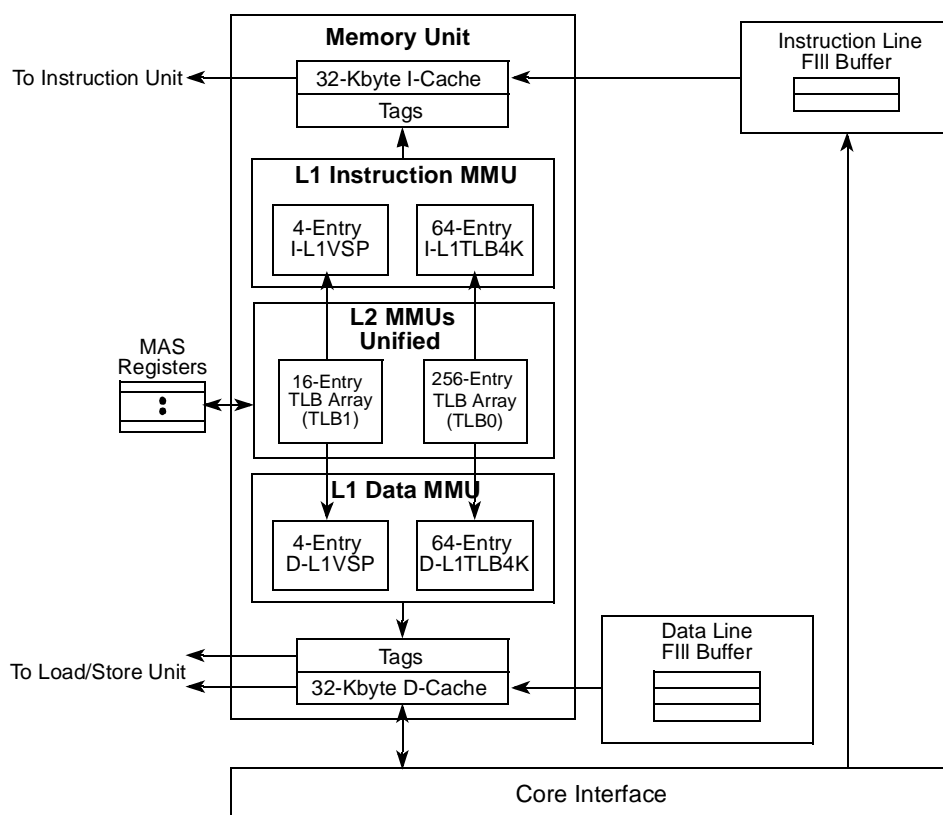 Memory Unit
Instruction Line
FIll Buffer
To Instruction Unit
32-Kbyte I-Cache
Tags
L1 Instruction MMU
4-Entry
I-L1VSP
64-Entry
I-L1TLB4K
L2 MMUs
Unified
MAS
Registers
16-Entry
TLB Array
(TLB1)
256-Entry
TLB Array
(TLB0)
L1 Data MMU
4-Entry
D-L1VSP
64-Entry
D-L1TLB4K
Data Line
FIll Buffer
To Load/Store Unit
Tags
32-Kbyte D-Cache
Core Interface